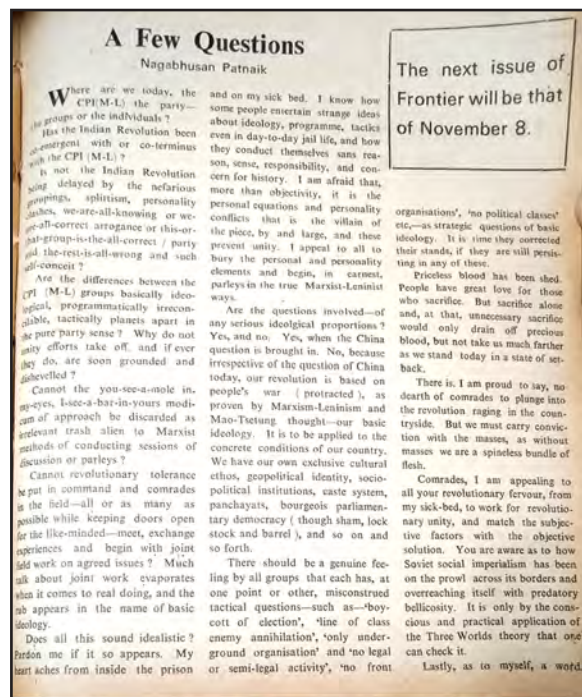 A Few Questions
Nagabhusan Patnaik
Where are we today, the
CPI(M-L) the party—
groups or the individuals ?
Has the Indian Revolution been
co-emergent with or co-terminus
with the CPI (M-L) ?
Is not the Indian Revolution
being delayed by the nefarious
groupings, splittism, personality
clashes, we-are-all-knowing or we-
are-all-correct arrogance or this-or-
that-group-is-the-all-correct / party
and the-rest-is-all-wrong and such
self-conceit ?
Are the differences between the
CPI (M-L) groups basically ideo-
logical, programmatically irrecon-
cilable, tactically planets apart in
the pure party sense ? Why do not
unity efforts take off and if ever
they do, are soon grounded and
dishevelled ?
Cannot the you-see-a-mole in-
my-eyes, I-see-a-bar-in-yours modi-
cum of approach be discarded as
irrelevant trash alien to Marxist
methods of conducting sessions of
discussion or parleys ?
Cannot revolutionary tolerance
be put in command and comrades
in the field—all or as many as
possible while keeping doors open
for the like-minded—meet, exchange
experiences and begin with joint
field work on agreed issues ? Much
talk about joint work evaporates
when it comes to real doing, and the
rub appears in the name of basic
ideology.
Does all this sound idealistic ?
Pardon me if it so appears. My
heart aches from inside the prison
and on my sick bed. I know how
some people entertain strange ideas
about ideology, programme, tactics
even in day-to-day jail life, and how
they conduct themselves sans rea-
son, sense, responsibility, and con-
cern for history. I am afraid that,
more than objectivity, it is the
personal equations and personality
conflicts that is the villain of
the piece, by and large, and these
prevent unity. I appeal to all to
bury the personal and personality
elements and begin, in earnest,
parleys in the true Marxist-Leninist
ways.
Are the questions involved—of
any serious ideolgical proportions ?
Yes, and no. Yes, when the China
question is brought in. No, because
irrespective of the question of China
today, our revolution is based on
people's war ( protracted ), as
proven by Marxism-Leninism and
Mao-Tsetung thought—our basic
ideology. It is to be applied to the
concrete conditions of our country.
We have our own exclusive cultural
ethos, geopolitical identity, socio-
political institutions, caste system,
panchayats, bourgeois parliamen-
tary democracy ( though sham, lock
stock and barrel ), and so on and
so forth.
There should be a genuine fee-
ling by all groups that each has, at
one point or other, misconstrued
tactical questions—such as—'boy-
cott of election', 'line of class
enemy annihilation', 'only under-
ground organisation' and 'no legal
or semi-legal activity', 'no front
The next issue of
Frontier will be that
of November 8.
organisations', 'no political classes'
etc,—as strategic questions of basic
ideology. It is time they corrected
their stands, if they are still persis-
ting in any of these.
Priceless blood has been shed.
People have great love for those
who sacrifice. But sacrifice alone
and, at that, unnecessary sacrifice
would only drain off precious
blood, but not take us much farther
as we stand today in a state of set-
back.
There is, I am proud to say, no
dearth of comrades to plunge into
the revolution raging in the coun-
tryside. But we must carry convic-
tion with the masses, as without
masses we are a spineless bundle of
flesh.
Comrades, I am appealing to
all your revolutionary fervour, from
my sick-bed, to work for revolutio-
nary unity, and match the subjec-
tive factors with the objective
solution. You are aware as to how
Soviet social imperialism has been
on the prowl across its borders and
overreaching itself with predatory
bellicosity. It is only by the cons-
cious and practical application of
the Three Worlds theory that one
can check it.
Lastly, as to myself, a word.